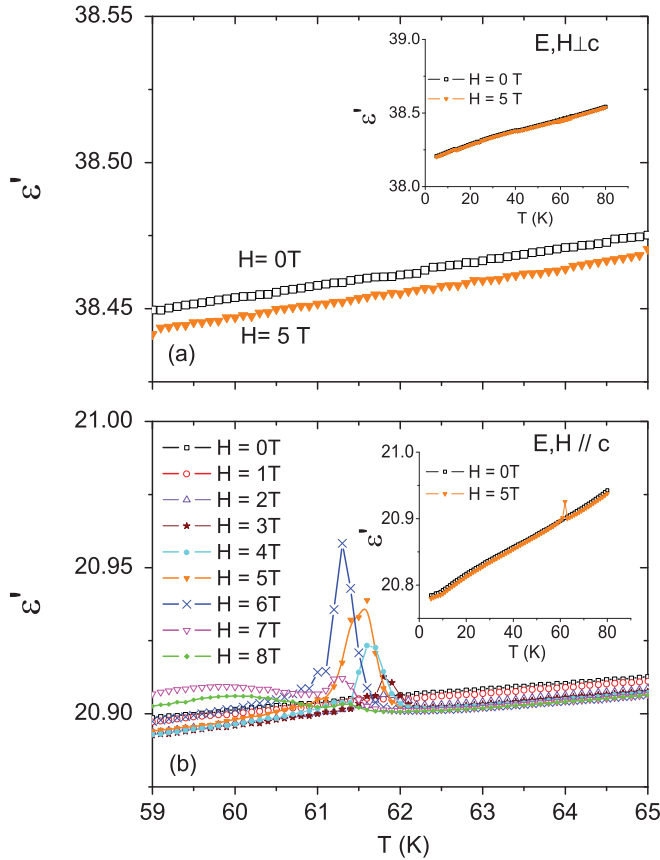 38.55
38.50
38.45
ε'
H= 0T
H= 5 T
(a)
E,H⊥c
39.0
38.5
38.0
ε'
H = 0 T
H = 5 T
0 20 40 60 80 100
T (K)
21.00
20.95
20.90
ε'
H = 0T
H = 1T
H = 2T
H = 3T
H = 4T
H = 5T
H = 6T
H = 7T
H = 8T
(b)
E,H // c
21.0
20.9
20.8
ε'
H = 0T
H = 5T
0 20 40 60 80 100
T (K)
59 60 61 62 63 64 65
T (K)